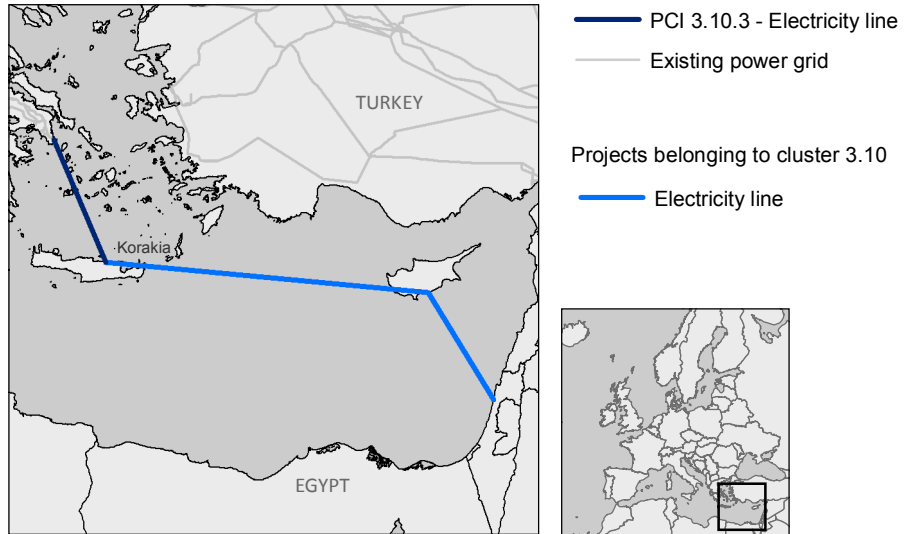 PCI 3.10.3 - Electricity line
Existing power grid
Projects belonging to cluster 3.10
Electricity line
TURKEY
Korakia
EGYPT